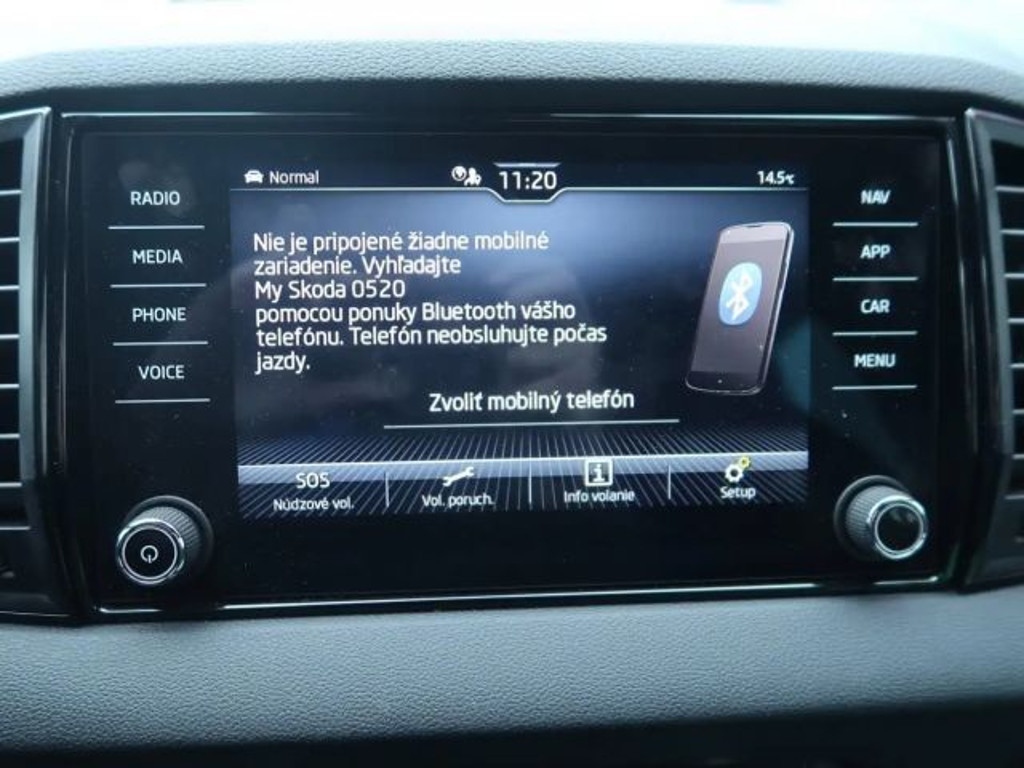 RADIO
MEDIA
PHONE
VOICE
Normal
11:20
14.5°C
Nie je pripojené žiadne mobilné
zariadenie. Vyhľadajte
My Skoda 0520
pomocou ponuky Bluetooth vášho
telefónu. Telefón neobsluhujte počas
jazdy.
Zvoliť mobilný telefón
SOS
Núdzové vol.
Vol. poruch.
Info volanie
Setup
NAV
APP
CAR
MENU